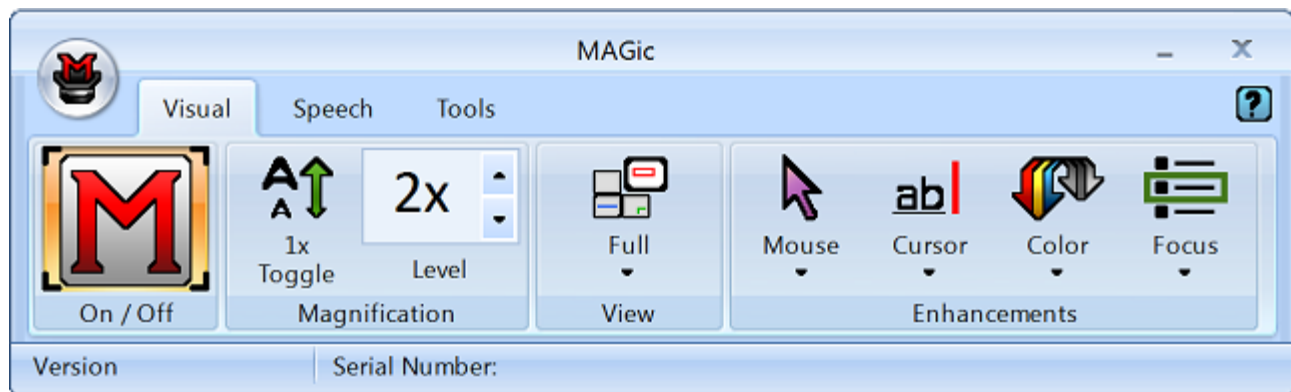 MAGic
Visual Speech Tools
M
A
A
1x
Toggle
2x
Level
Full
ab
Mouse Cursor Color Focus
On / Off Magnification View Enhancements
Version Serial Number: